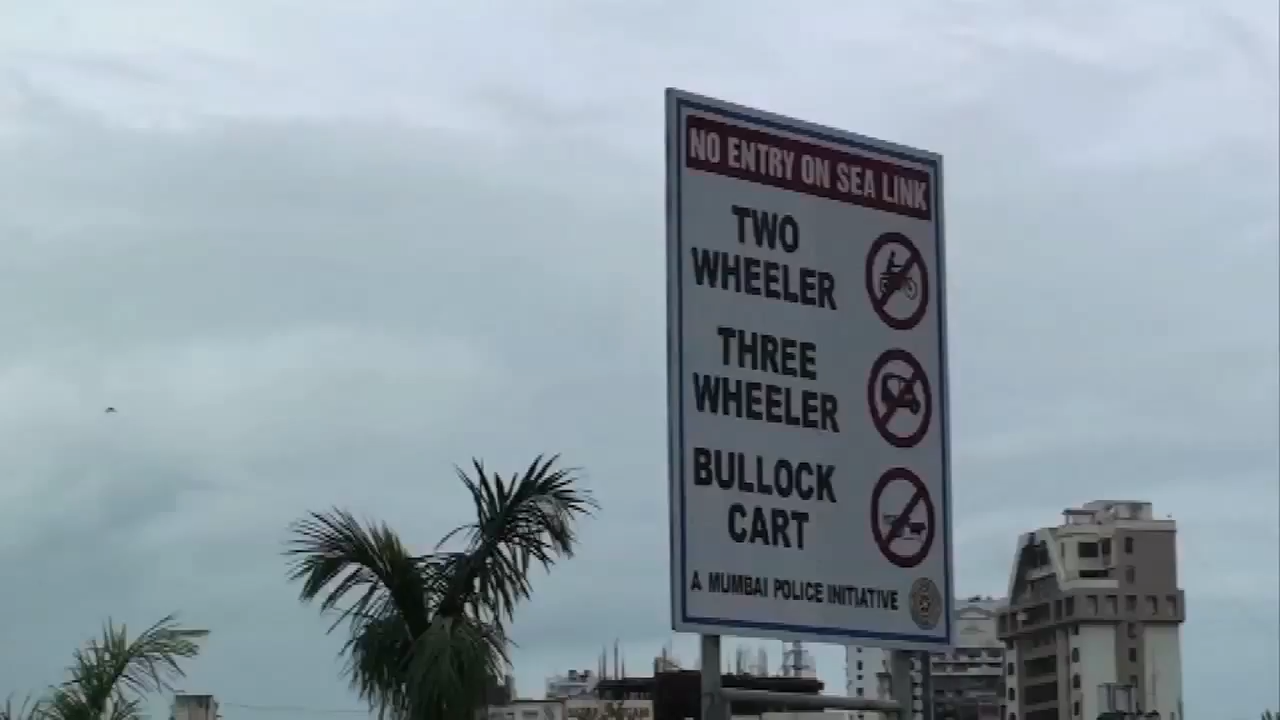 NO ENTRY ON SEA LINK
TWO
WHEELER
THREE
WHEELER
BULLOCK
CART
A MUMBAI POLICE INITIATIVE